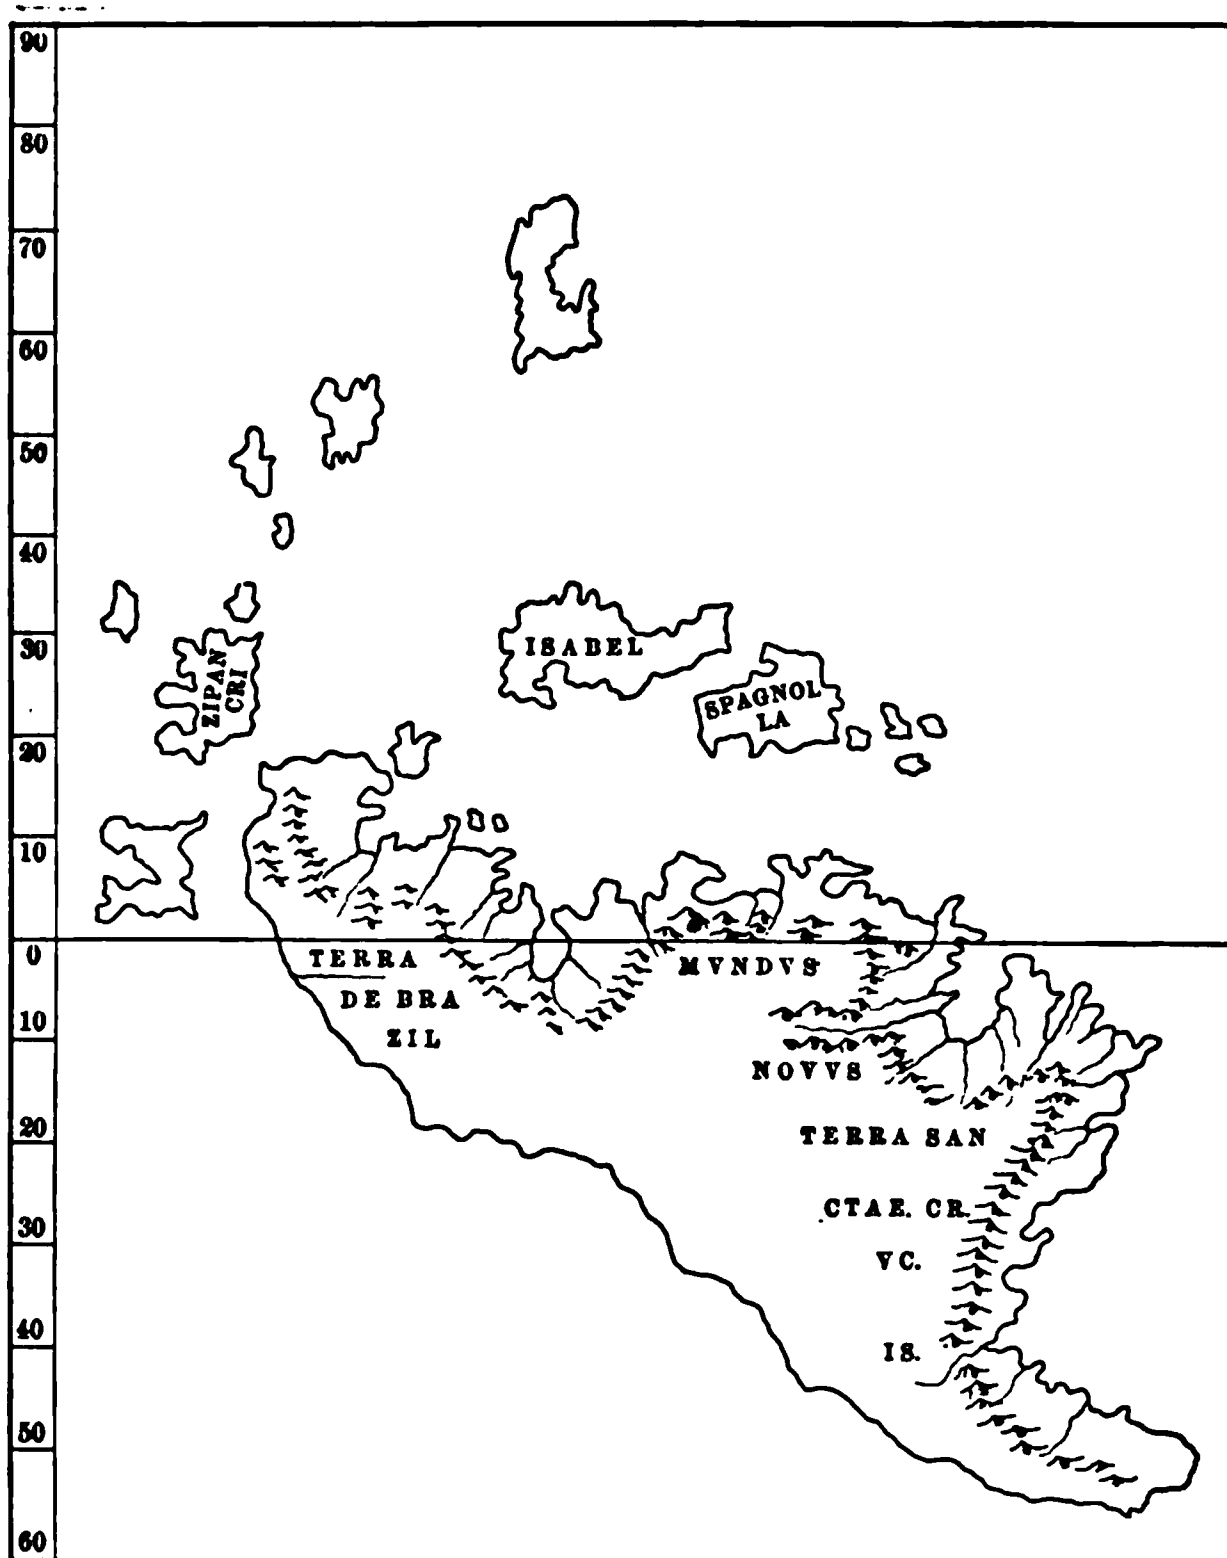 90
80
70
60
50
40
30
20
10
0
10
20
30
40
50
60
ISABEL
ZIPAN
CRI
SPAGNOL
LA
TERRA
DE BRA
ZIL
MVNDVS
NOVVS
TERRA SAN
CTAE. CR.
VC.
IS.